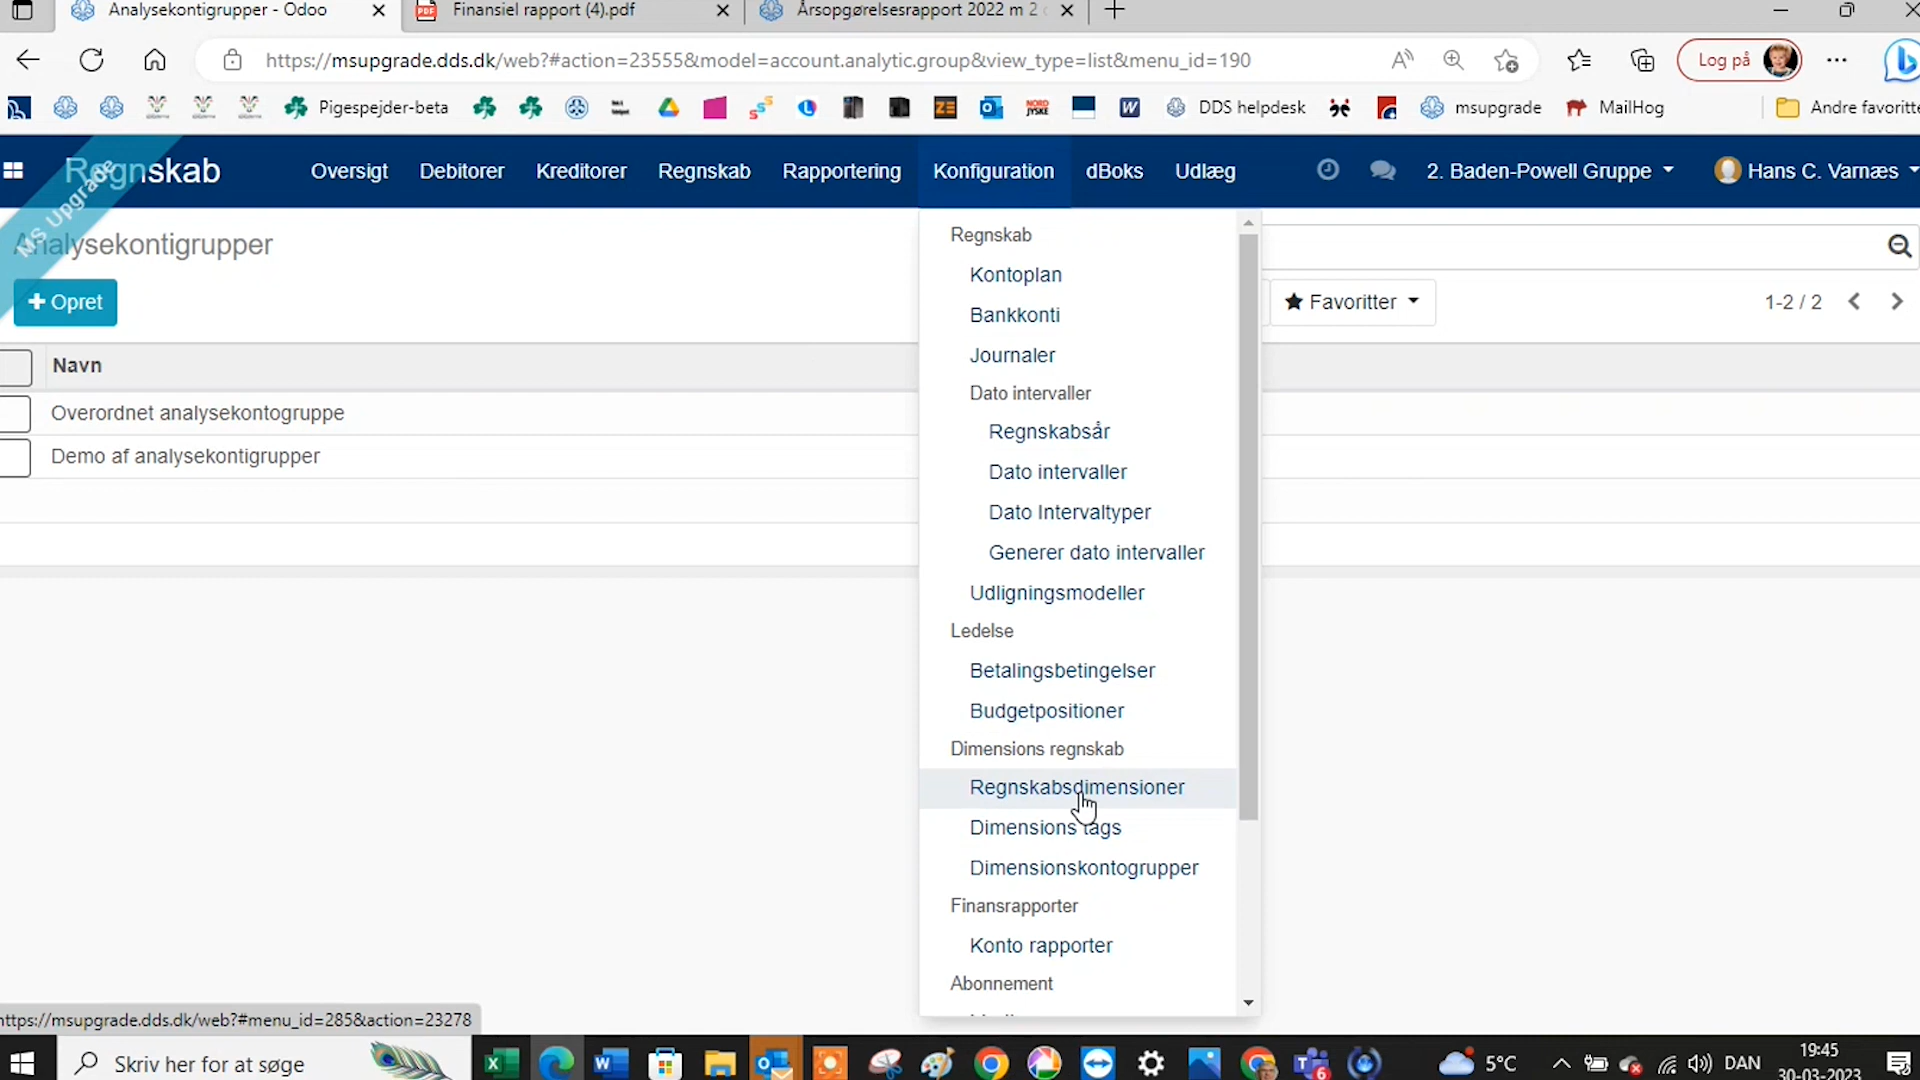 Analysekontigrupper - Odoo
Finansiel rapport (4).pdf
Årsopgørelsesrapport 2022 m 2
https://msupgrade.dds.dk/web?#action=23555&model=account.analytic.group&view_type=list&menu_id=190
Log på
Pigespejder-beta
DDS helpdesk
msupgrade
MailHog
Andre favoritte
Regnskab
Oversigt
Debitorer
Kreditorer
Regnskab
Rapportering
Konfiguration
dBoks
Udlæg
2. Baden-Powell Gruppe
Hans C. Varnæs
MS Upgrade
Analysekontigrupper
+ Opret
Favoritter
1-2 / 2
Navn
Overordnet analysekontogruppe
Demo af analysekontigrupper
Regnskab
Kontoplan
Bankkonti
Journaler
Dato intervaller
Regnskabsår
Dato intervaller
Dato Intervaltyper
Generer dato intervaller
Udligningsmodeller
Ledelse
Betalingsbetingelser
Budgetpositioner
Dimensions regnskab
Regnskabsdimensioner
Dimensions tags
Dimensionskontogrupper
Finansrapporter
Konto rapporter
Abonnement
https://msupgrade.dds.dk/web?#menu_id=285&action=23278
Skriv her for at søge
5°C
DAN
19:45
30-03-2023